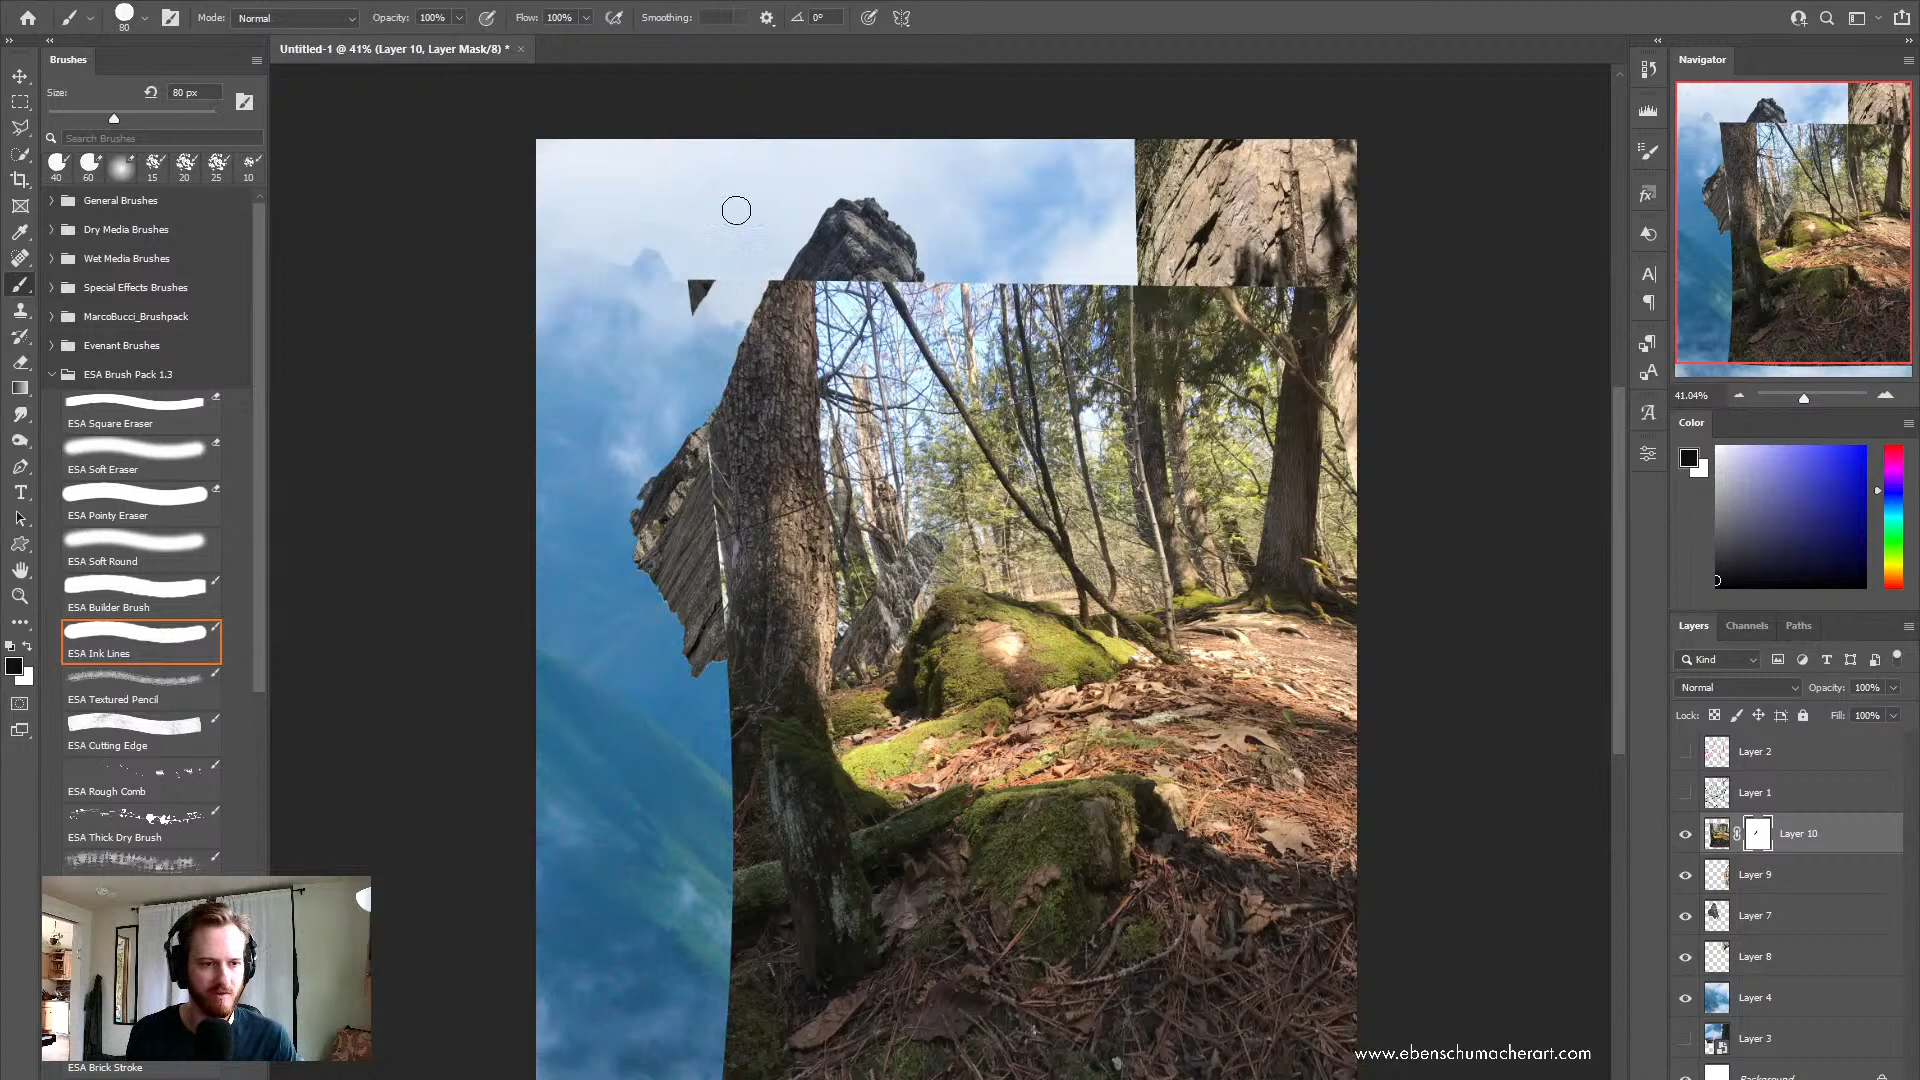 80
Mode:
Normal
Opacity:
100%
Flow:
100%
Smoothing:
0°
Untitled-1 @ 41% (Layer 10, Layer Mask/8) *
Brushes
Size:
80 px
Search Brushes
40
60
15
20
25
10
General Brushes
Dry Media Brushes
Wet Media Brushes
Special Effects Brushes
MarcoBucci_Brushpack
Evenant Brushes
ESA Brush Pack 1.3
ESA Square Eraser
ESA Soft Eraser
ESA Pointy Eraser
ESA Soft Round
ESA Builder Brush
ESA Ink Lines
ESA Textured Pencil
ESA Cutting Edge
ESA Rough Comb
ESA Thick Dry Brush
ESA Brick Stroke
Navigator
41.04%
Color
Layers
Channels
Paths
Kind
Normal
Opacity:
100%
Lock:
Fill:
100%
Layer 2
Layer 1
Layer 10
Layer 9
Layer 7
Layer 8
Layer 4
Layer 3
Background
www.ebenschumacherart.com